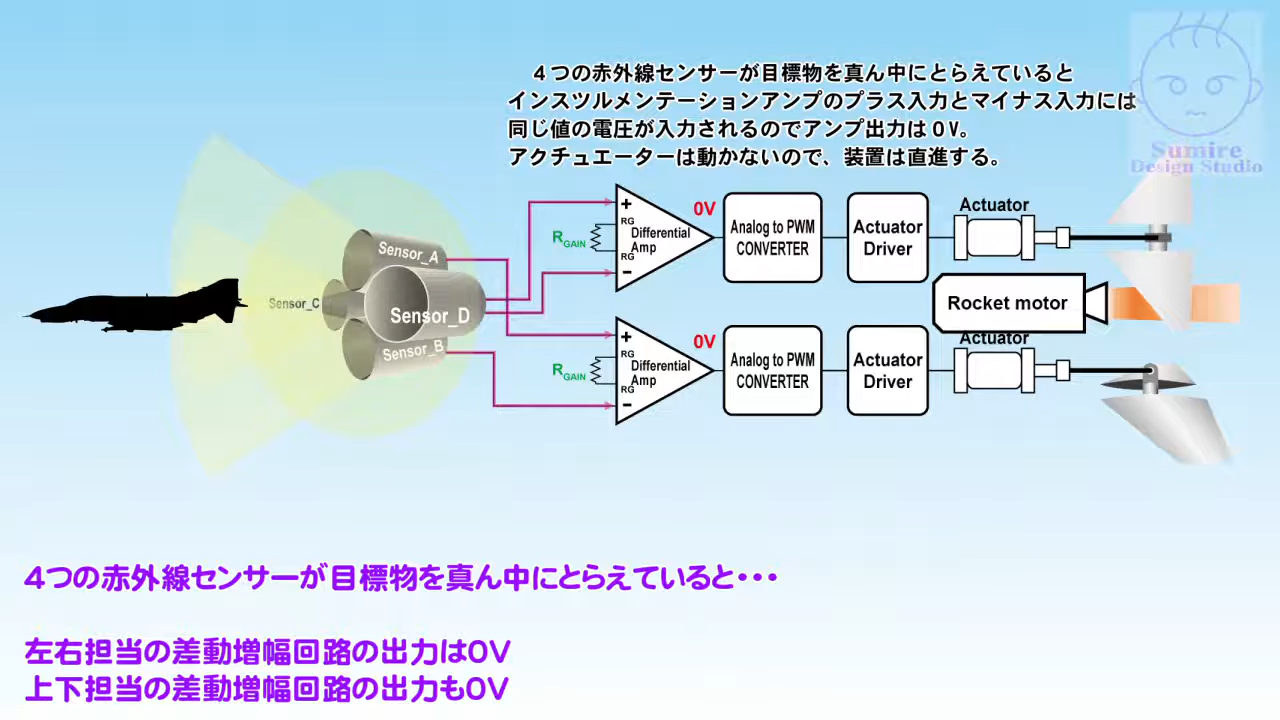 ４つの赤外線センサーが目標物を真ん中にとらえていると
インスツルメンテーションアンプのプラス入力とマイナス入力には
同じ値の電圧が入力されるのでアンプ出力は０V。
アクチュエーターは動かないので、装置は直進する。
Sumire
Design Studio
Sensor_A
Sensor_C
Sensor_D
Sensor_B
+
RG
RGAIN
Differential
Amp
RG
-
0V
Analog to PWM
CONVERTER
Actuator
Driver
Actuator
Rocket motor
+
RG
RGAIN
Differential
Amp
RG
-
0V
Analog to PWM
CONVERTER
Actuator
Driver
Actuator
４つの赤外線センサーが目標物を真ん中にとらえていると・・・
左右担当の差動増幅回路の出力は0V
上下担当の差動増幅回路の出力も0V